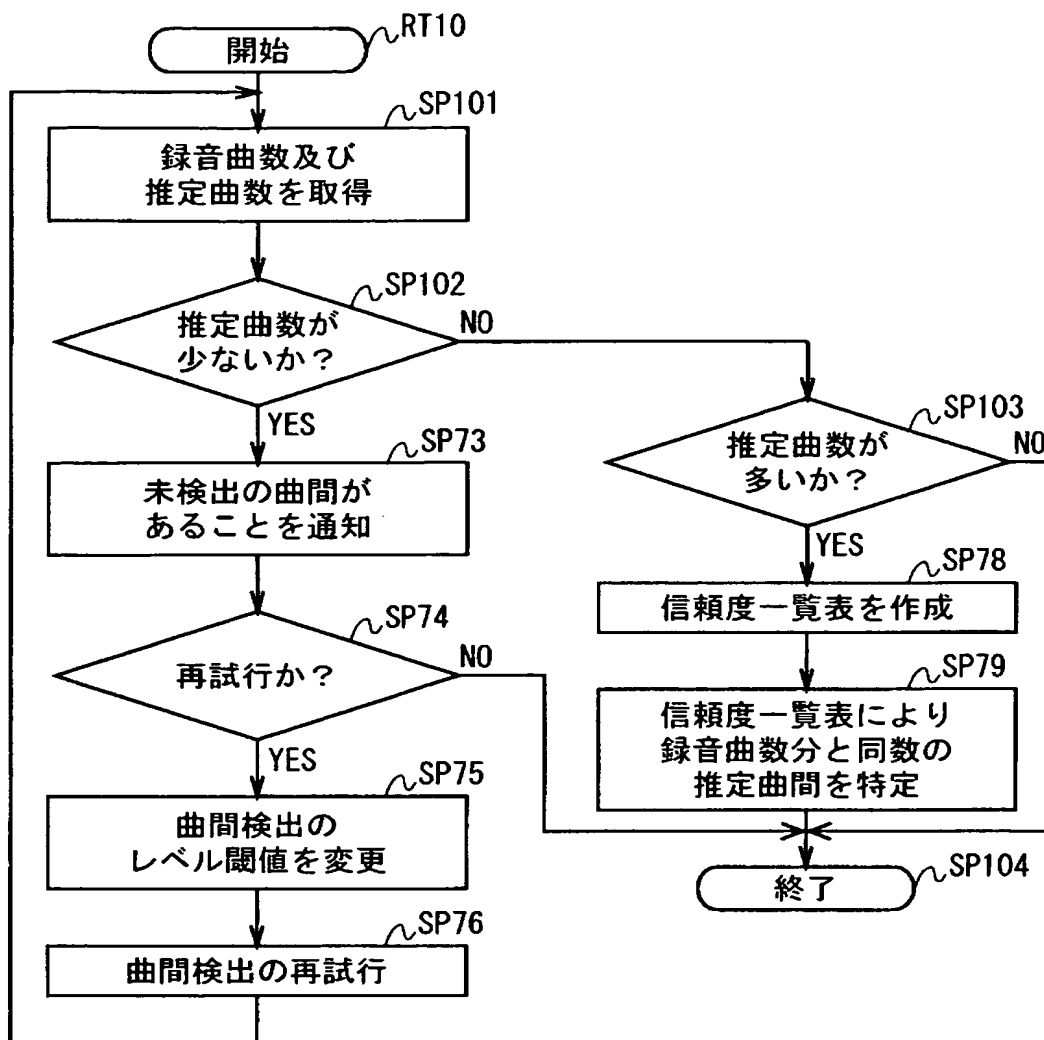 RT10
開始
SP101
録音曲数及び
推定曲数を取得
SP102
推定曲数が
少ないか？
NO
YES
SP73
未検出の曲間が
あることを通知
SP74
再試行か？
NO
YES
SP75
曲間検出の
レベル閾値を変更
SP76
曲間検出の再試行
SP103
推定曲数が
多いか？
NO
YES
SP78
信頼度一覧表を作成
SP79
信頼度一覧表により
録音曲数分と同数の
推定曲間を特定
終了
SP104